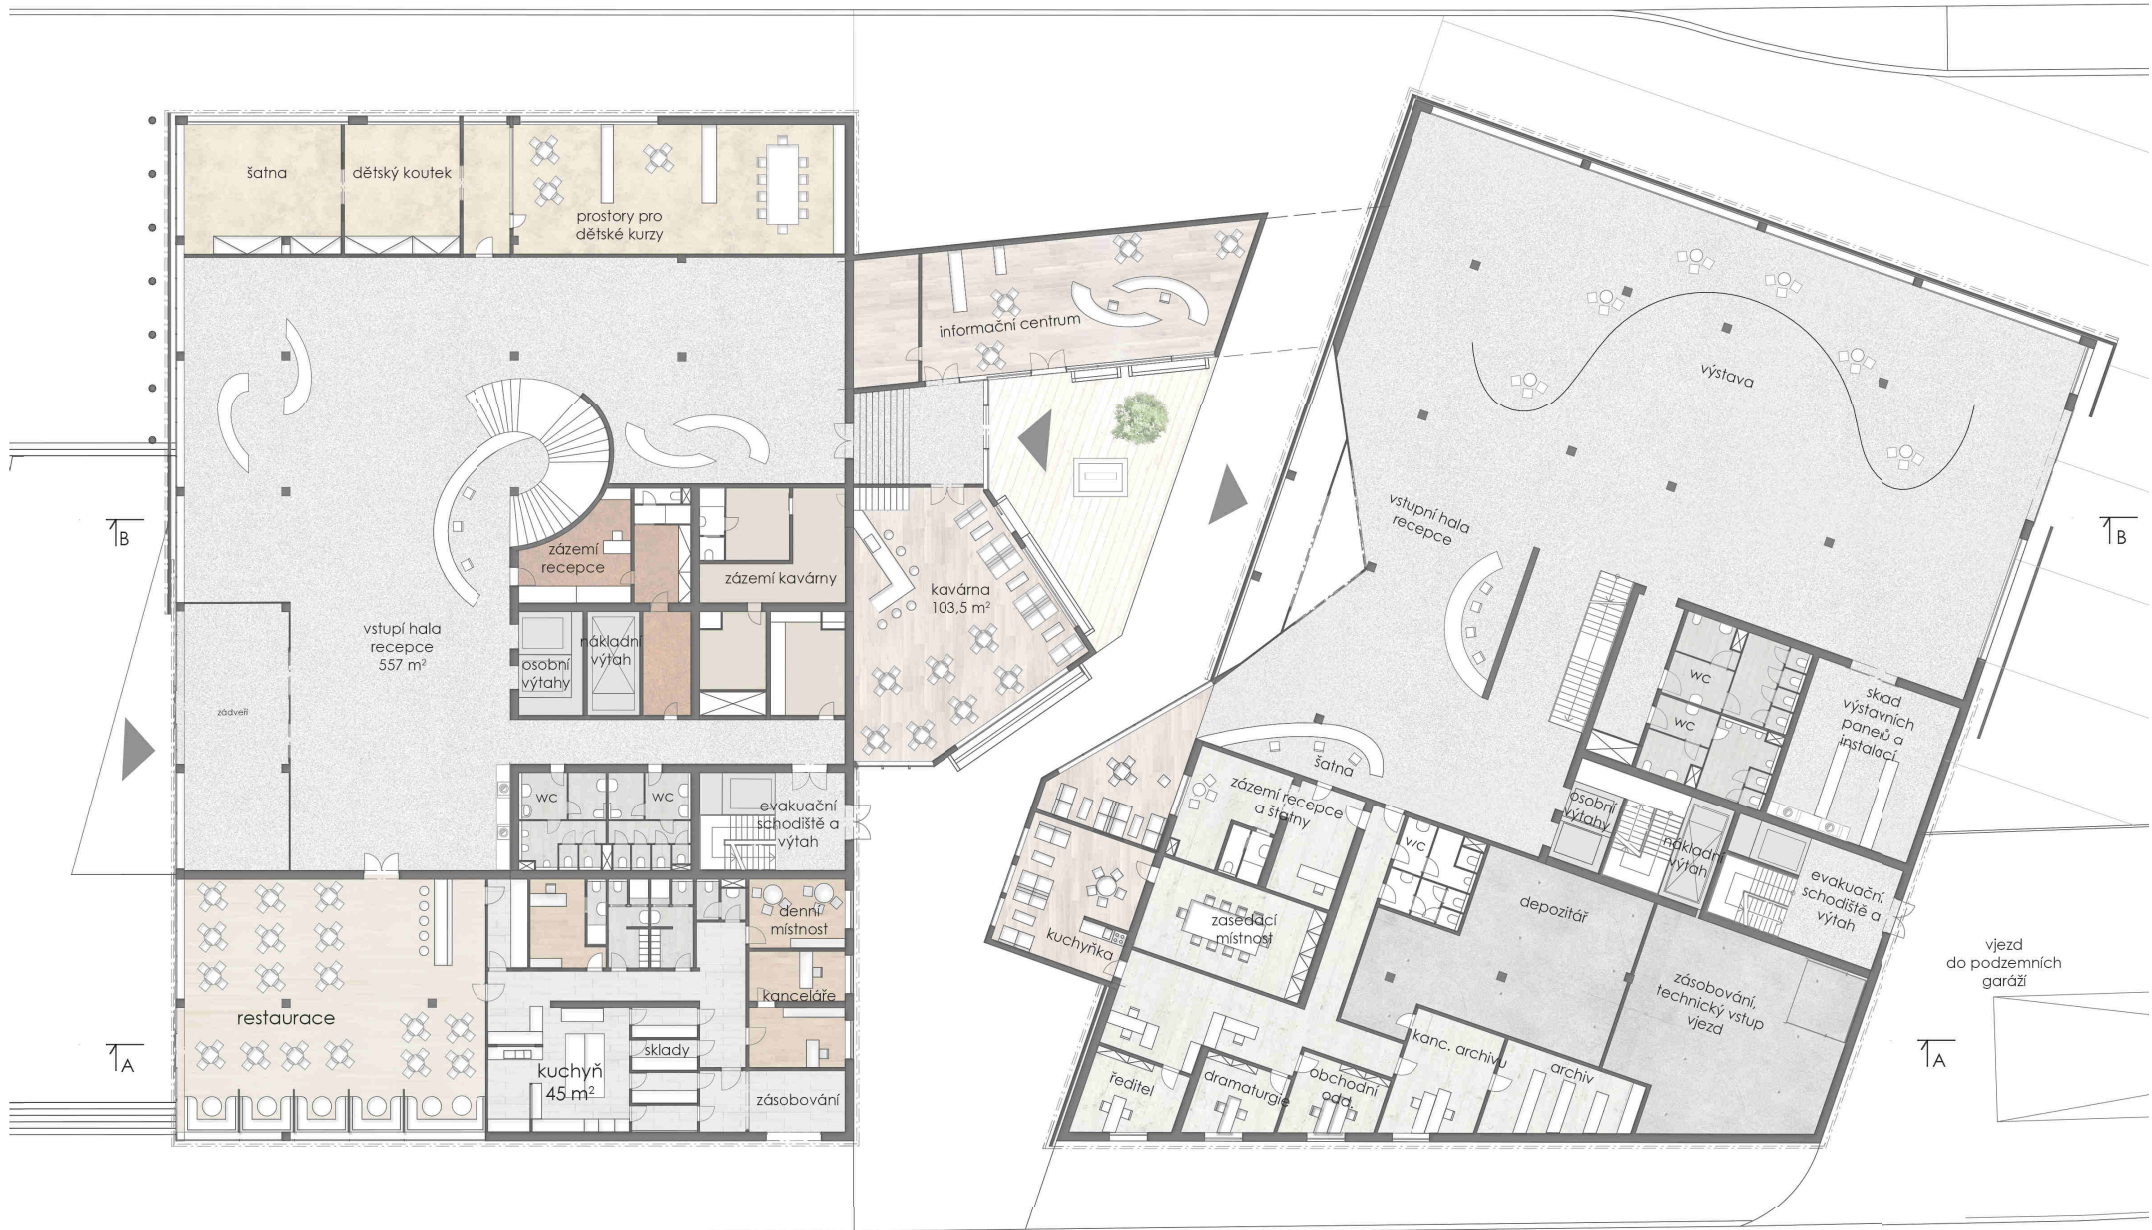 šatna
dětský koutek
prostory pro
dětské kurzy
informační centrum
výstava
B
zázemí
recepce
zázemí kavárny
kavárna
103,5 m²
vstupní hala
recepce
B
vstupí hala
recepce
557 m²
osobní
výtahy
nákladní
výtah
zádveří
wc
wc
skad
výstavních
panelů a
instalací
wc
wc
evakuační
schodiště a
výtah
šatna
zázemí recepce
a štatny
osobní
výtahy
nákladní
výtah
wc
evakuační
schodiště a
výtah
denní
místnost
depozitář
zasedací
místnost
kuchyňka
vjezd
do podzemních
garáží
kanceláře
restaurace
zásobování,
technický vstup
vjezd
A
sklady
kuchyň
45 m²
zásobování
kanc. archivu
archiv
A
ředitel
dramaturgie
obchodní
odd.